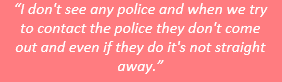 “I don't see any police and when we try
to contact the police they don't come
out and even if they do it's not straight
away.”